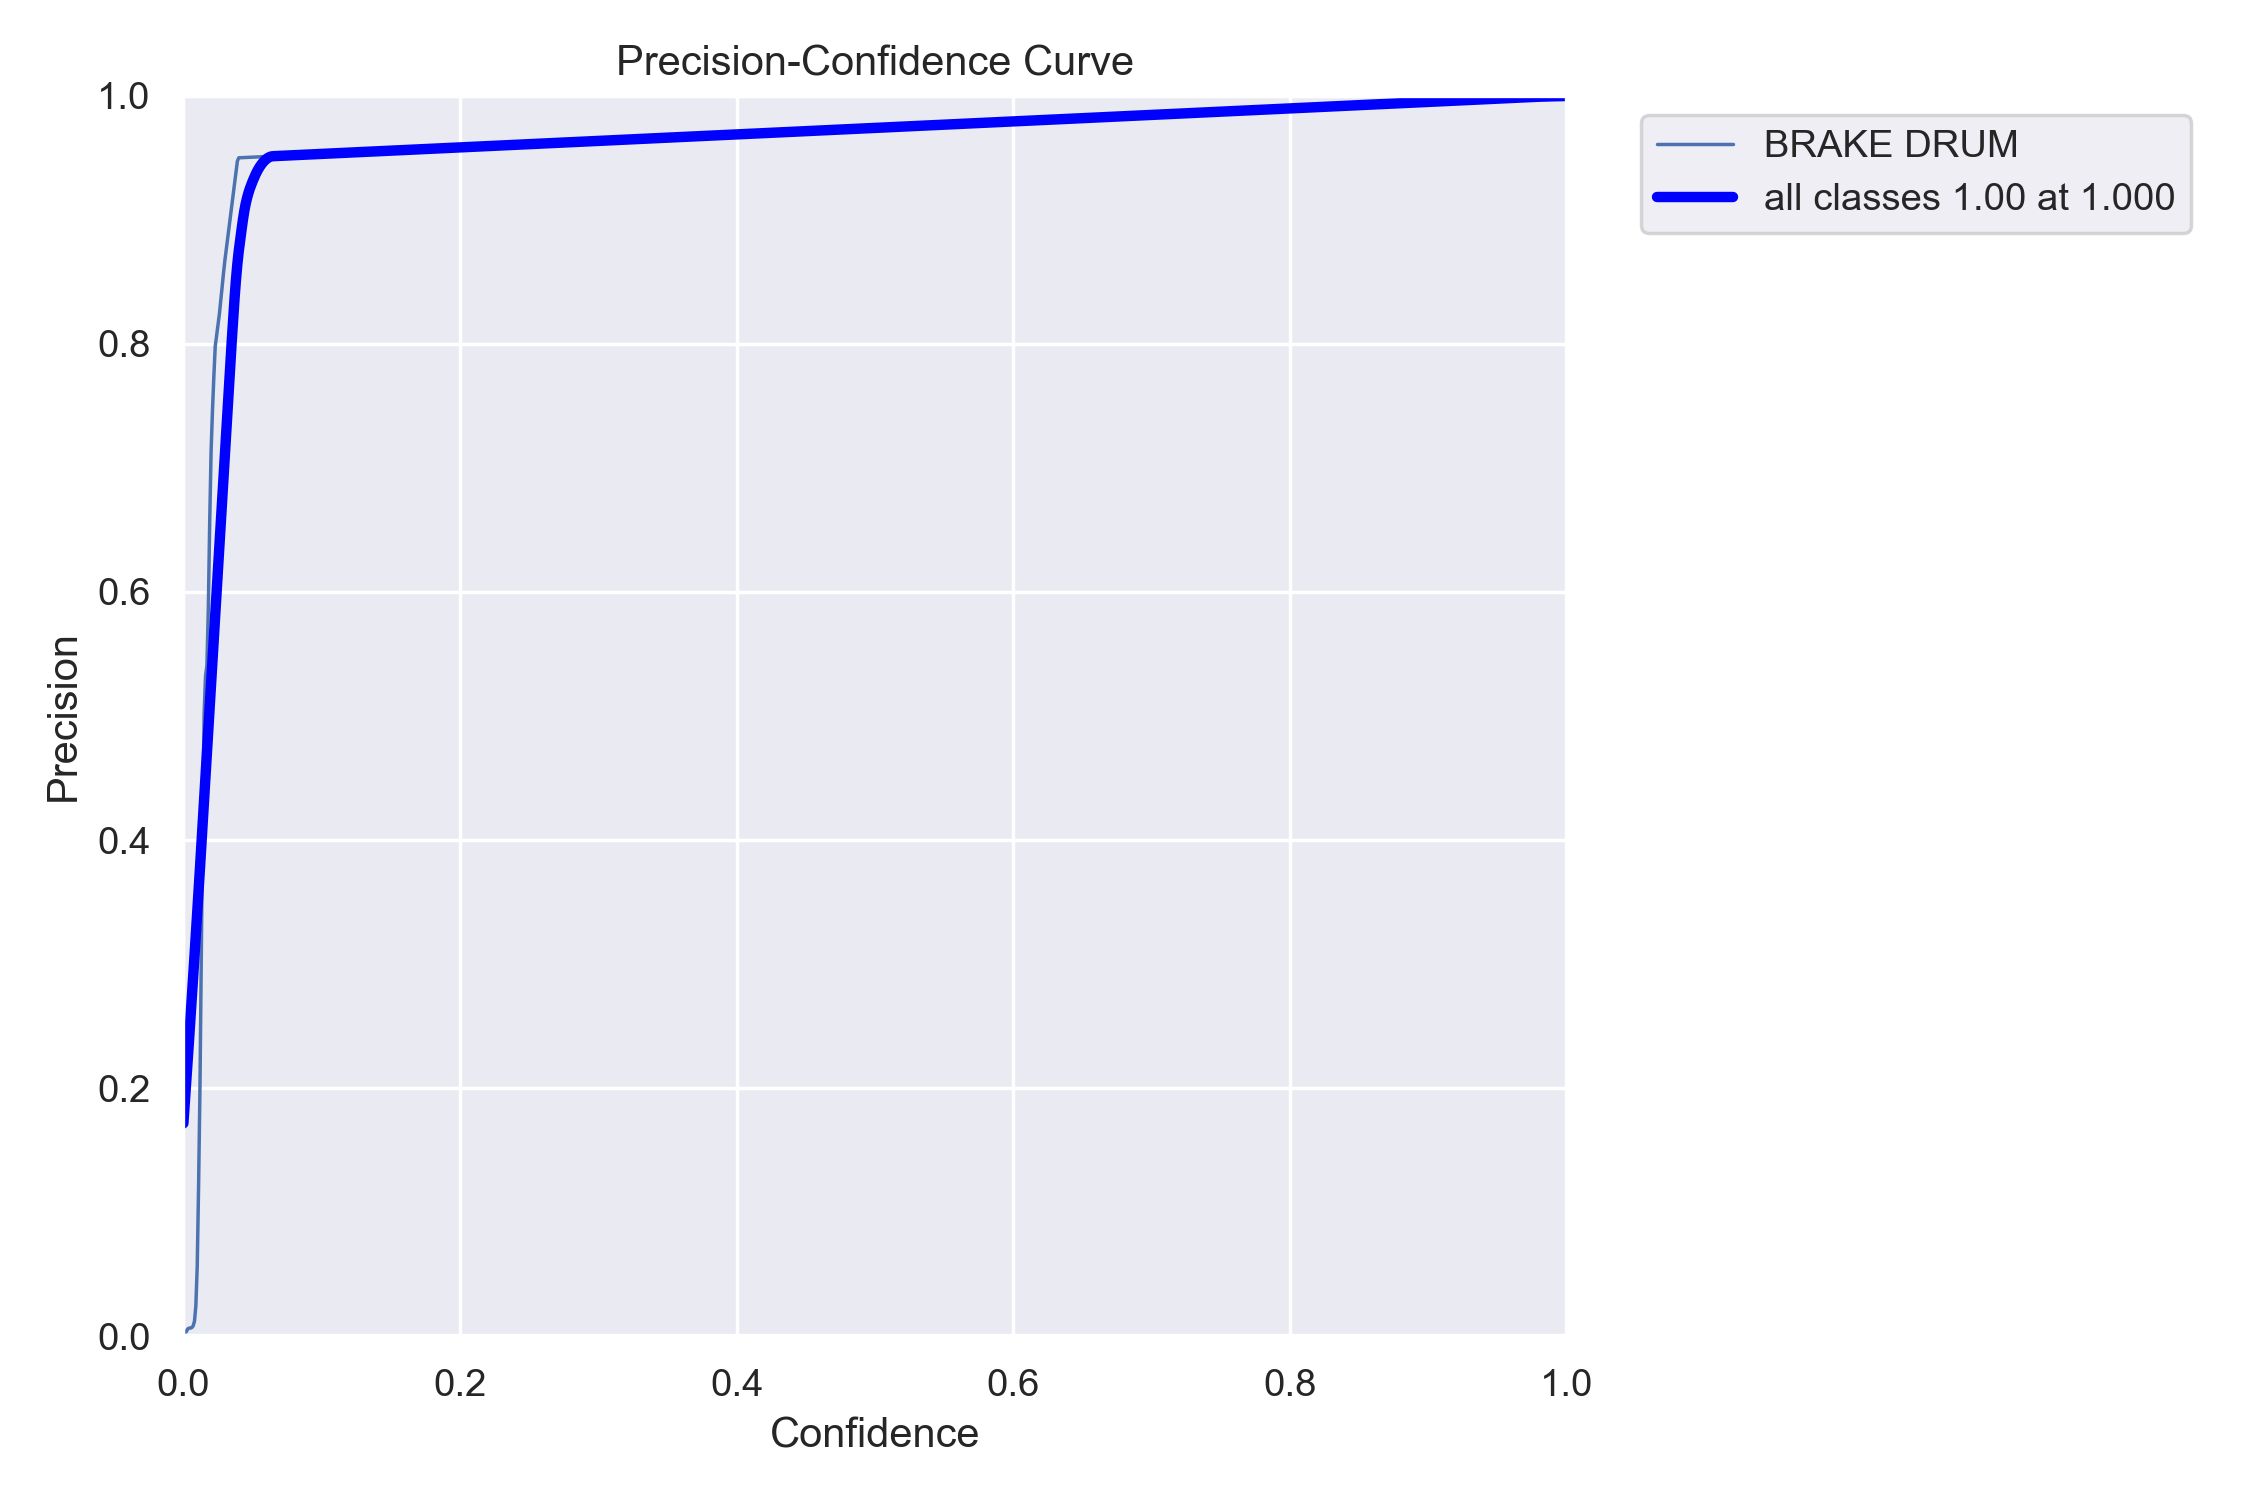 Precision-Confidence Curve
1.0
0.8
0.6
0.4
0.2
0.0
Precision
0.0 0.2 0.4 0.6 0.8 1.0
Confidence
BRAKE DRUM
all classes 1.00 at 1.000